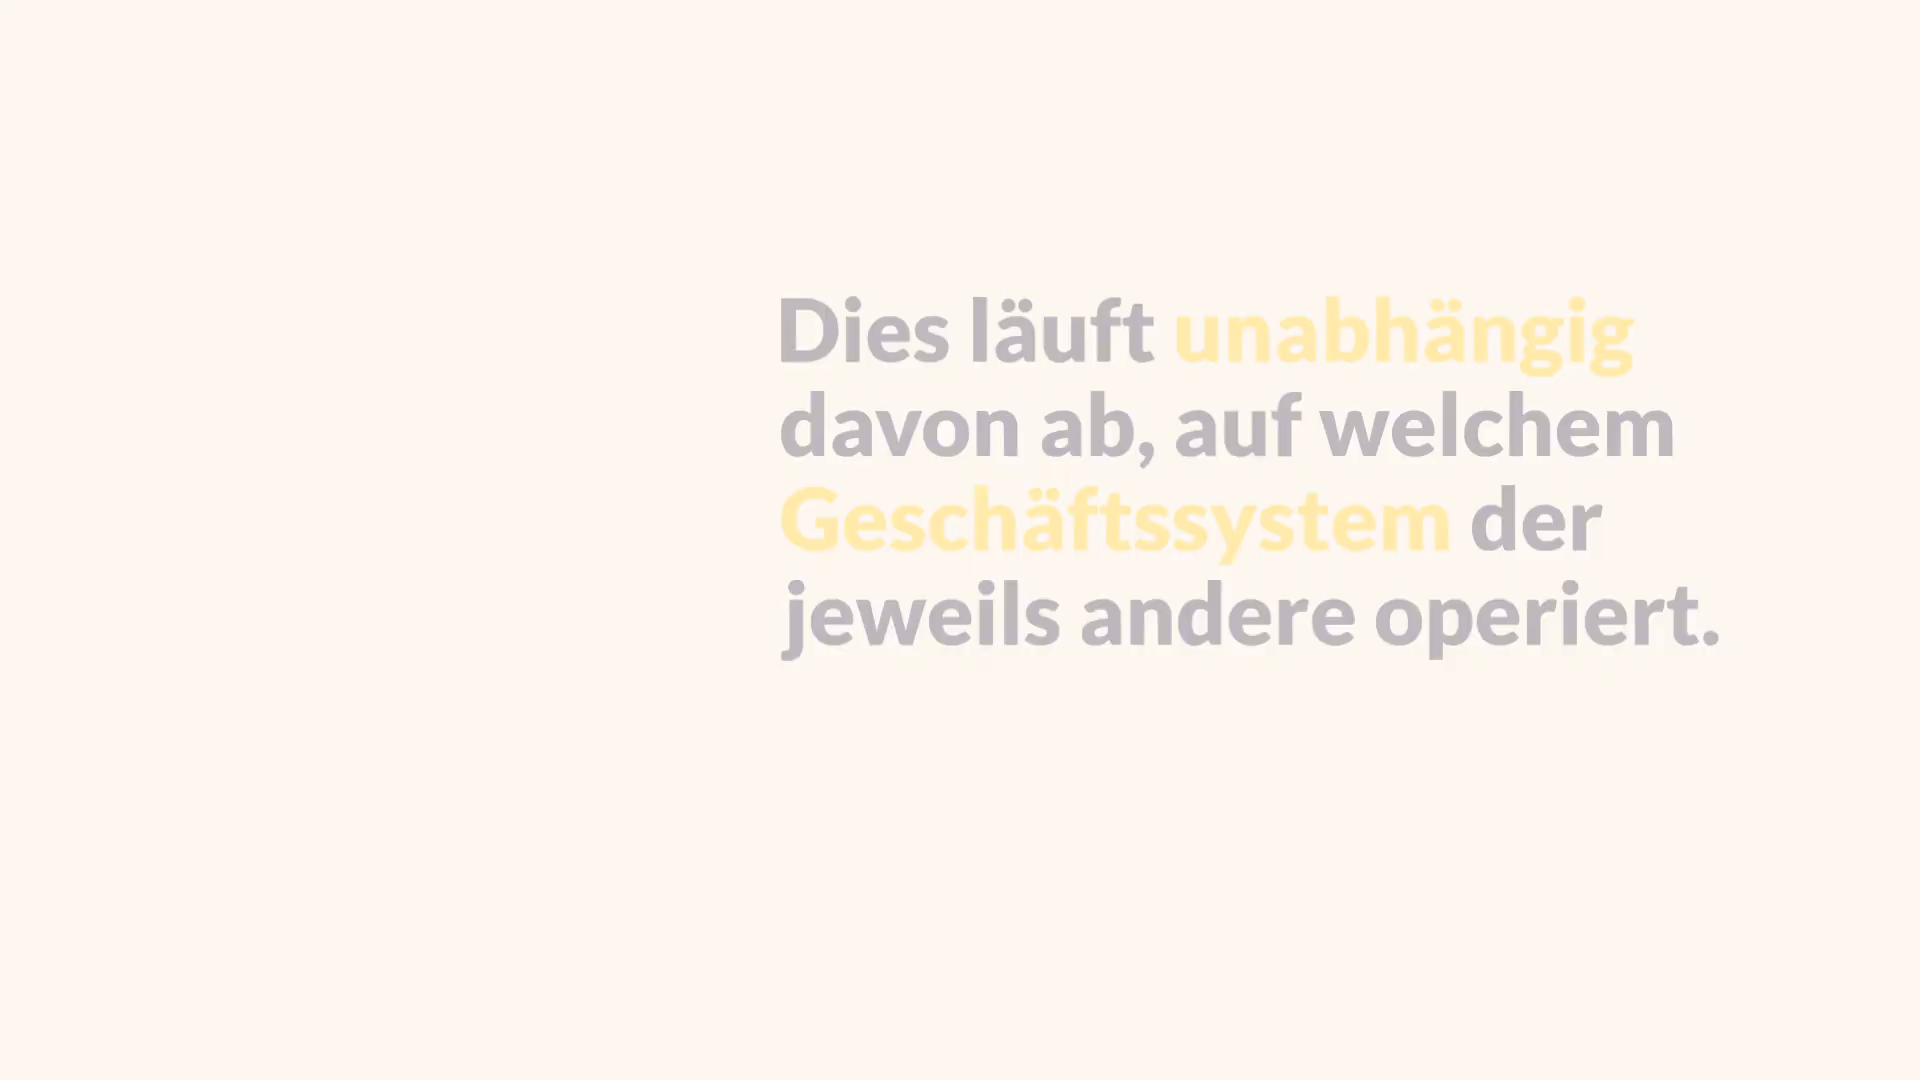 Dies läuft unabhängig
davon ab, auf welchem
Geschäftssystem der
jeweils andere operiert.